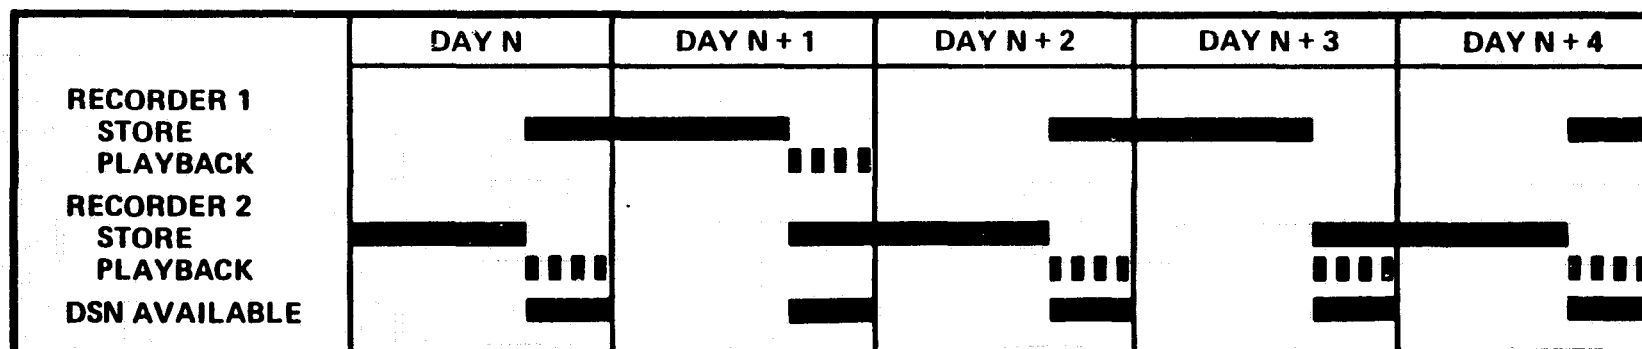 DAY N DAY N + 1 DAY N + 2 DAY N + 3 DAY N + 4
RECORDER 1
STORE
PLAYBACK
RECORDER 2
STORE
PLAYBACK
DSN AVAILABLE